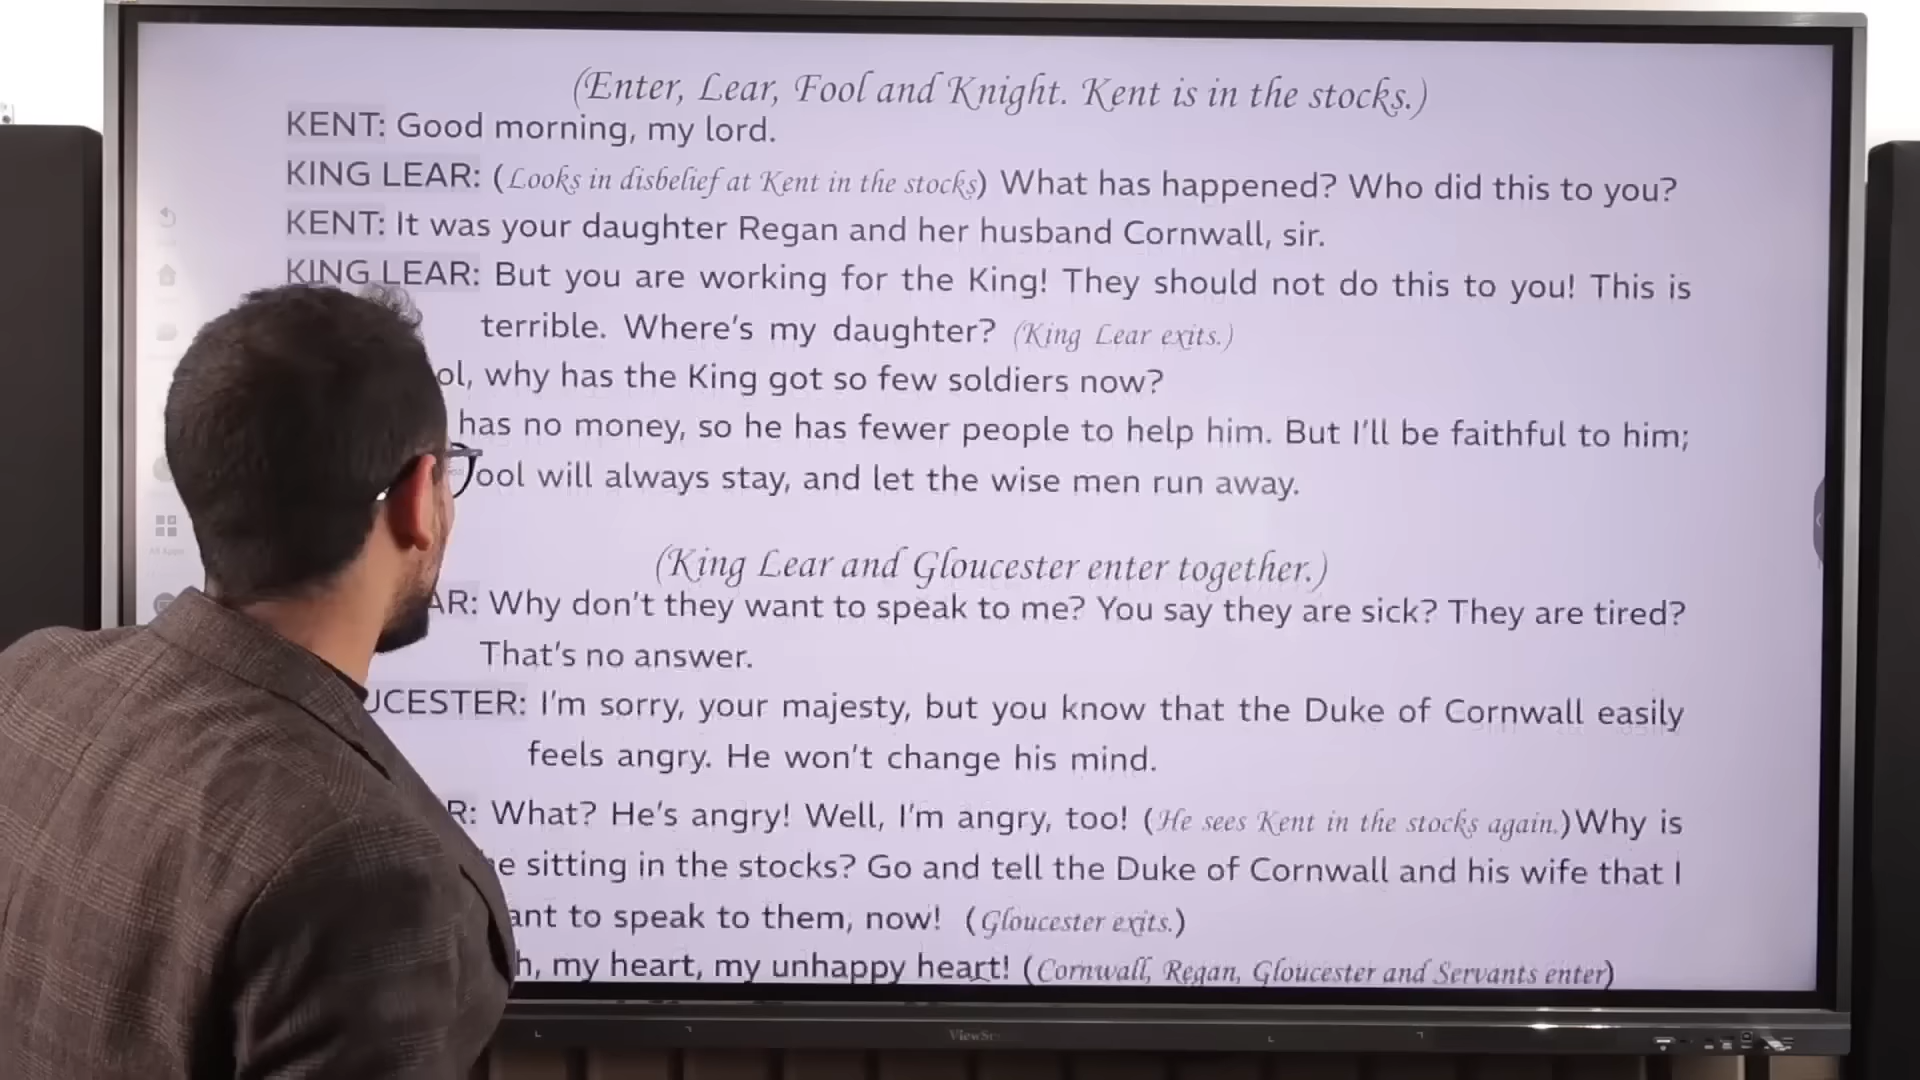 (Enter, Lear, Fool and Knight. Kent is in the stocks.)
KENT: Good morning, my lord.
KING LEAR: (Looks in disbelief at Kent in the stocks) What has happened? Who did this to you?
KENT: It was your daughter Regan and her husband Cornwall, sir.
KING LEAR: But you are working for the King! They should not do this to you! This is
terrible. Where's my daughter? (King Lear exits.)
why has the King got so few soldiers now?
has no money, so he has fewer people to help him. But I'll be faithful to him;
will always stay, and let the wise men run away.
(King Lear and Gloucester enter together.)
Why don't they want to speak to me? You say they are sick? They are tired?
That's no answer.
I'm sorry, your majesty, but you know that the Duke of Cornwall easily
feels angry. He won't change his mind.
What? He's angry! Well, I'm angry, too! (He sees Kent in the stocks again.)Why is
sitting in the stocks? Go and tell the Duke of Cornwall and his wife that I
to speak to them, now! (Gloucester exits.)
my heart, my unhappy heart! (Cornwall, Regan, Gloucester and Servants enter)